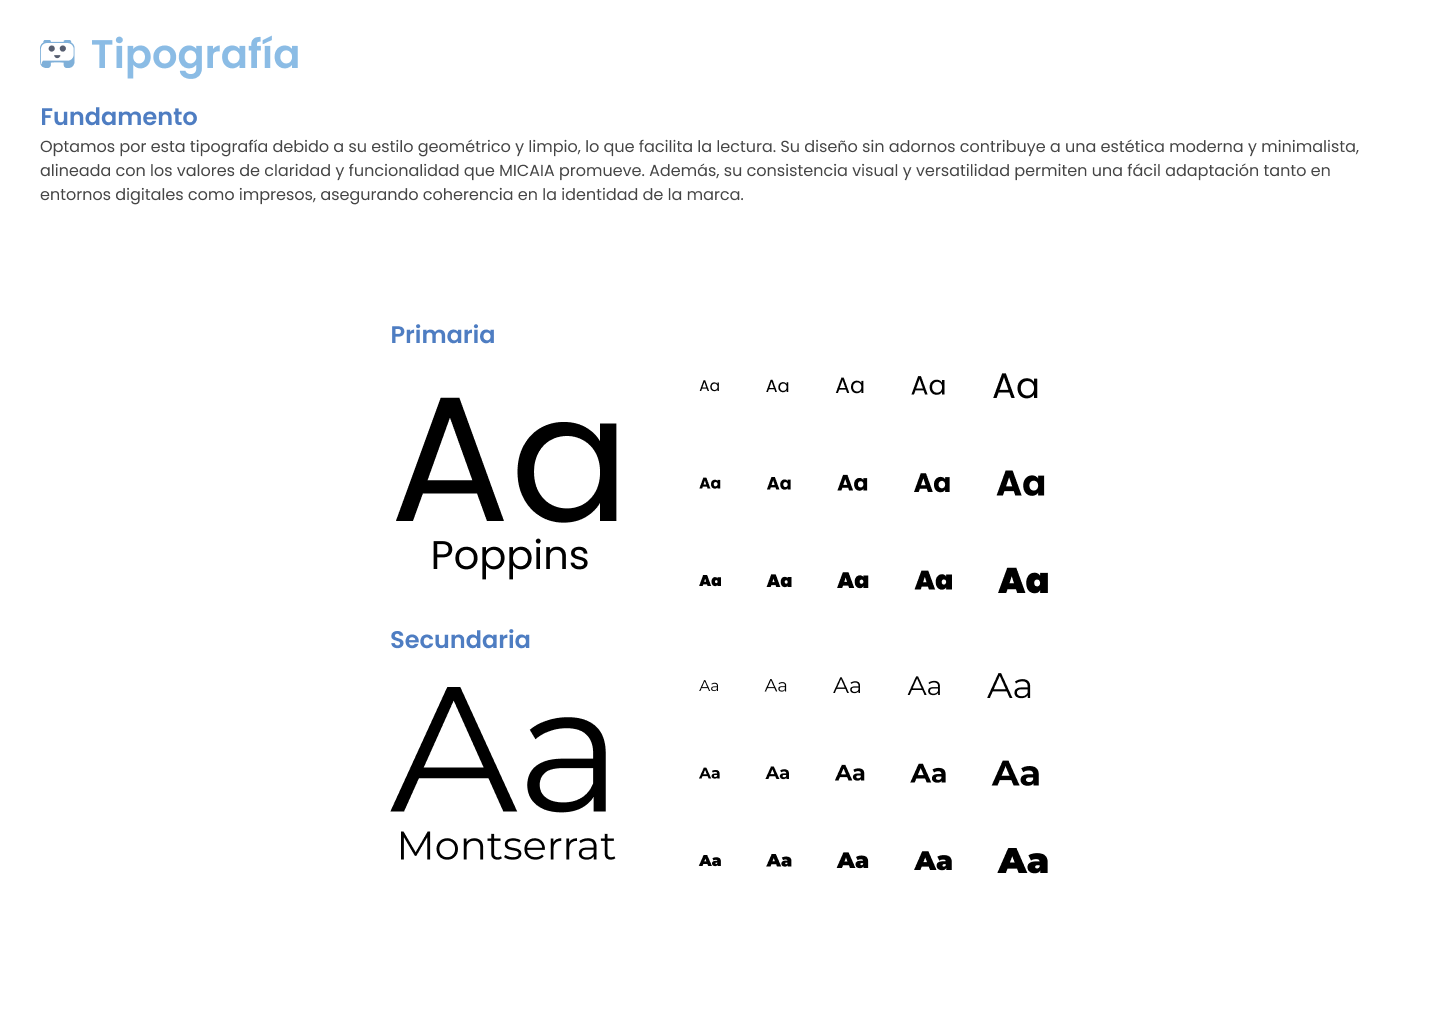 Tipografía
Fundamento
Optamos por esta tipografía debido a su estilo geométrico y limpio, lo que facilita la lectura. Su diseño sin adornos contribuye a una estética moderna y minimalista,
alineada con los valores de claridad y funcionalidad que MICAIA promueve. Además, su consistencia visual y versatilidad permiten una fácil adaptación tanto en
entornos digitales como impresos, asegurando coherencia en la identidad de la marca.
Primaria
Aa
Poppins
Aa Aa Aa Aa Aa
Aa Aa Aa Aa Aa
Aa Aa Aa Aa Aa
Secundaria
Aa
Montserrat
Aa Aa Aa Aa Aa
Aa Aa Aa Aa Aa
Aa Aa Aa Aa Aa